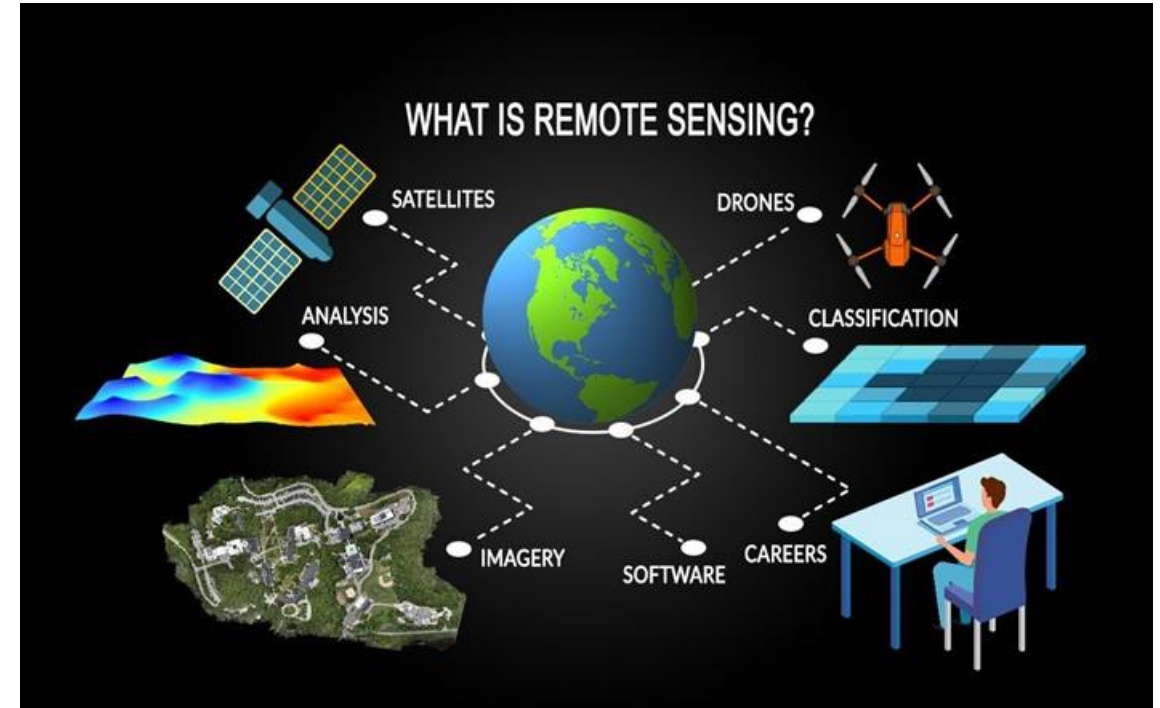 WHAT IS REMOTE SENSING?
SATELLITES
DRONES
ANALYSIS
CLASSIFICATION
IMAGERY
SOFTWARE
CAREERS